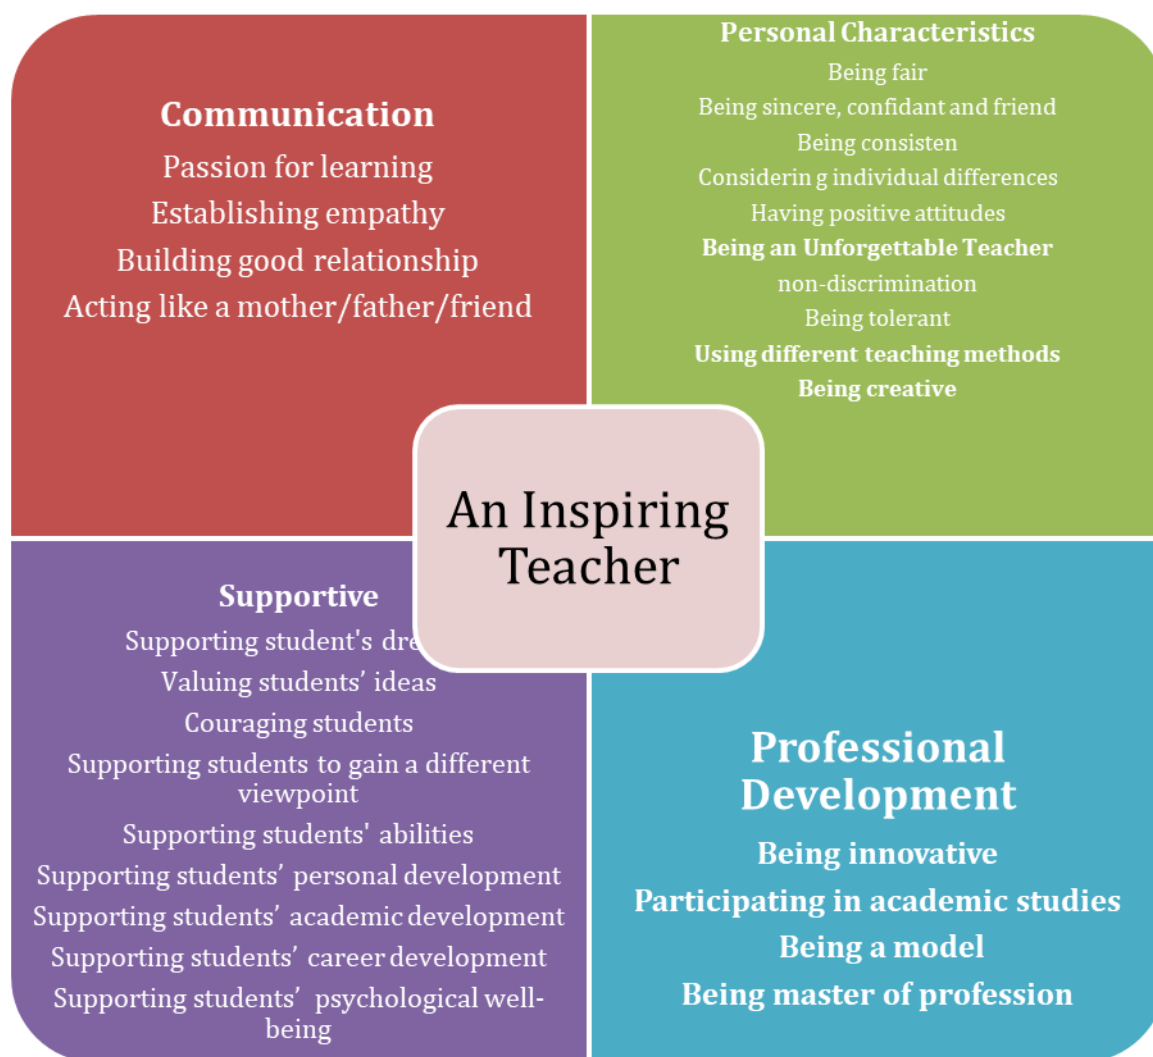 Communication
Passion for learning
Establishing empathy
Building good relationship
Acting like a mother/father/friend
Personal Characteristics
Being fair
Being sincere, confidant and friend
Being consisten
Considerin g individual differences
Having positive attitudes
Being an Unforgettable Teacher
non-discrimination
Being tolerant
Using different teaching methods
Being creative
An Inspiring
Teacher
Supportive
Supporting student's
Valuing students’ ideas
Couraging students
Supporting students to gain a different
viewpoint
Supporting students' abilities
Supporting students’ personal development
Supporting students’ academic development
Supporting students’ career development
Supporting students’ psychological well-
being
Professional
Development
Being innovative
Participating in academic studies
Being a model
Being master of profession